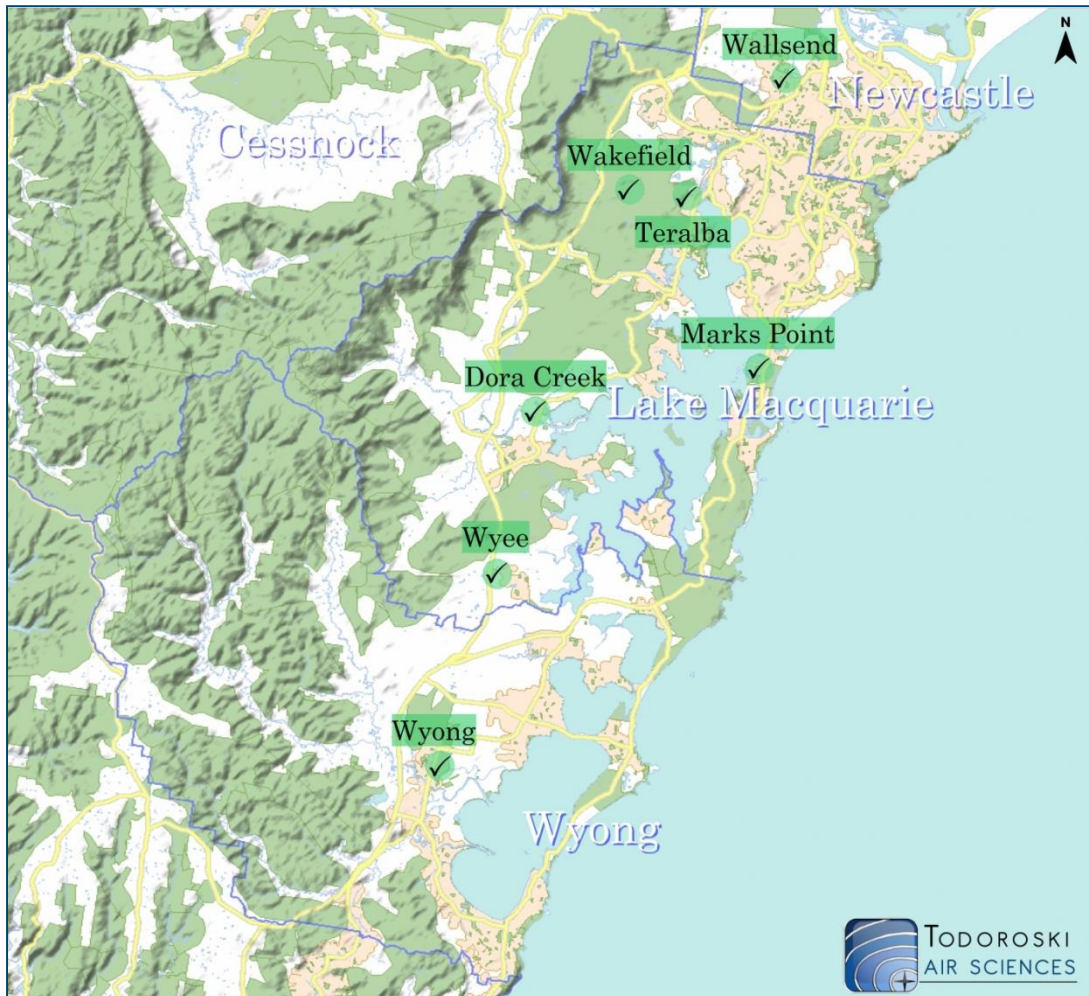 N
Wallsend
Newcastle
Cessnock
Wakefield
Teralba
Marks Point
Dora Creek
Lake Macquarie
Wyee
Wyong
Wyong
TODOROSKI
AIR SCIENCES